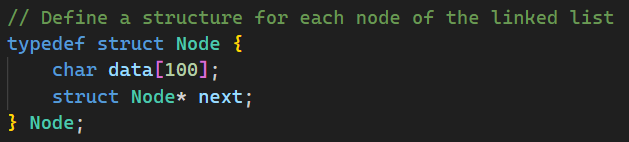 // Define a structure for each node of the linked list
typedef struct Node {
    char data[100];
    struct Node* next;
} Node;